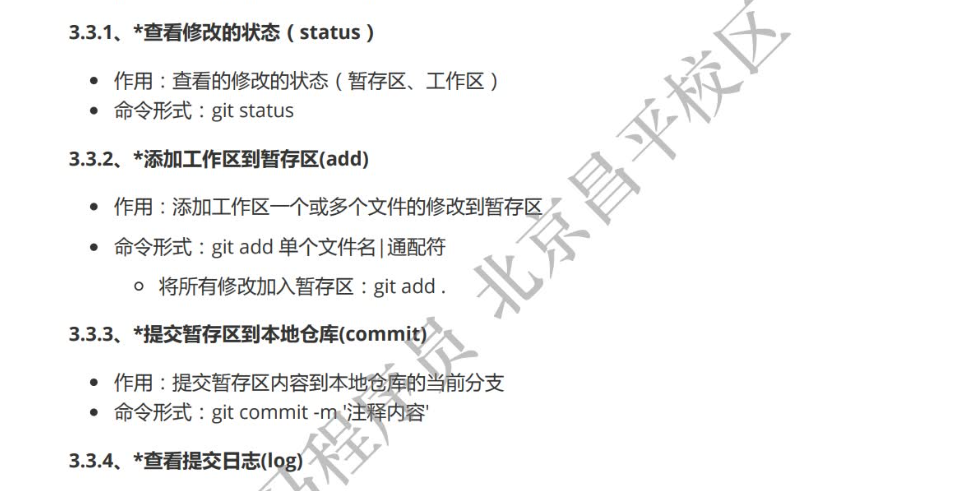 3.3.1、*查看修改的状态（status）
作用：查看的修改的状态（暂存区、工作区）
命令形式：git status
3.3.2、*添加工作区到暂存区(add)
作用：添加工作区一个或多个文件的修改到暂存区
命令形式：git add 单个文件名|通配符
将所有修改加入暂存区：git add .
3.3.3、*提交暂存区到本地仓库(commit)
作用：提交暂存区内容到本地仓库的当前分支
命令形式：git commit -m '注释内容'
3.3.4、*查看提交日志(log)
马程序员 北京昌平校区